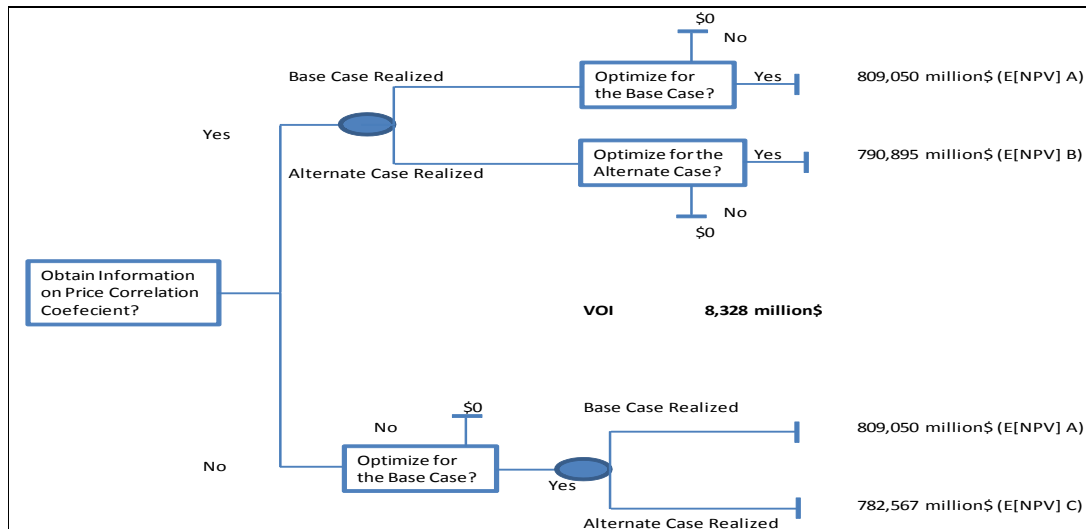 $0
No
Base Case Realized
Optimize for
the Base Case?
Yes
809,050 million$ (E[NPV] A)
Yes
Alternate Case Realized
Optimize for the
Alternate Case?
Yes
790,895 million$ (E[NPV] B)
No
$0
Obtain Information
on Price Correlation
Coefecient?
VOI 8,328 million$
$0
No
Base Case Realized
809,050 million$ (E[NPV] A)
No
Optimize for
the Base Case?
Yes
782,567 million$ (E[NPV] C)
Alternate Case Realized